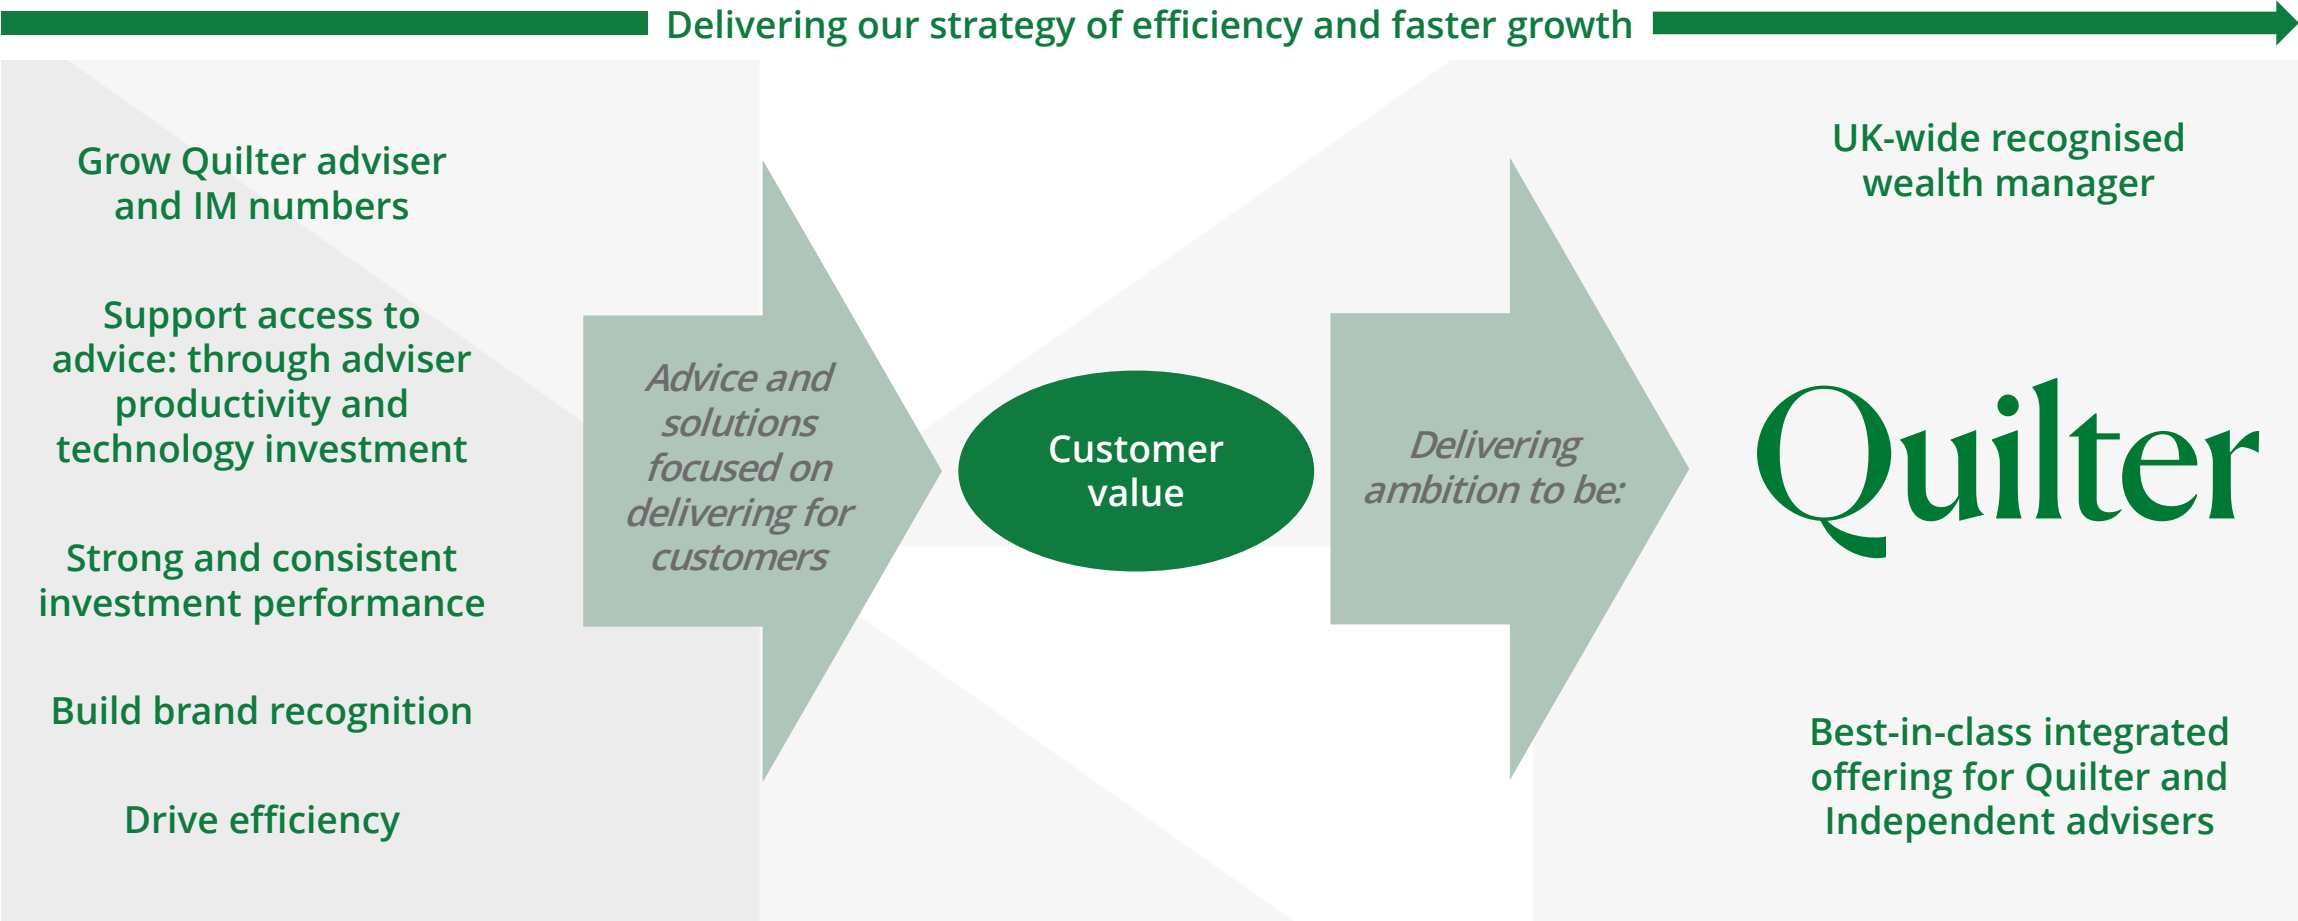 Delivering our strategy of efficiency and faster growth
Grow Quilter adviser
and IM numbers
Support access to
advice: through adviser
productivity and
technology investment
Strong and consistent
investment performance
Build brand recognition
Drive efficiency
Advice and
solutions
focused on
delivering for
customers
Customer
value
Delivering
ambition to be:
UK-wide recognised
wealth manager
Quilter
Best-in-class integrated
offering for Quilter and
Independent advisers